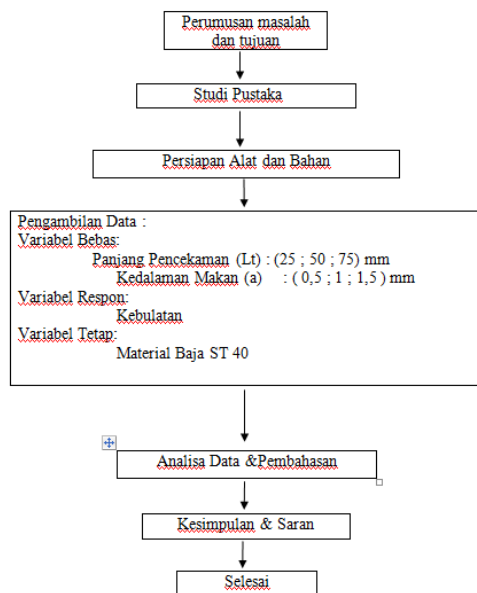 Perumusan masalah
dan tujuan
Studi Pustaka
Persiapan Alat dan Bahan
Pengambilan Data :
Variabel Bebas:
Panjang Pencekaman (Lt) : (25 ; 50 ; 75) mm
Kedalaman Makan (a) : ( 0,5 ; 1 ; 1,5 ) mm
Variabel Respon:
Kebulatan
Variabel Tetap:
Material Baja ST 40
Analisa Data &Pembahasan
Kesimpulan & Saran
Selesai